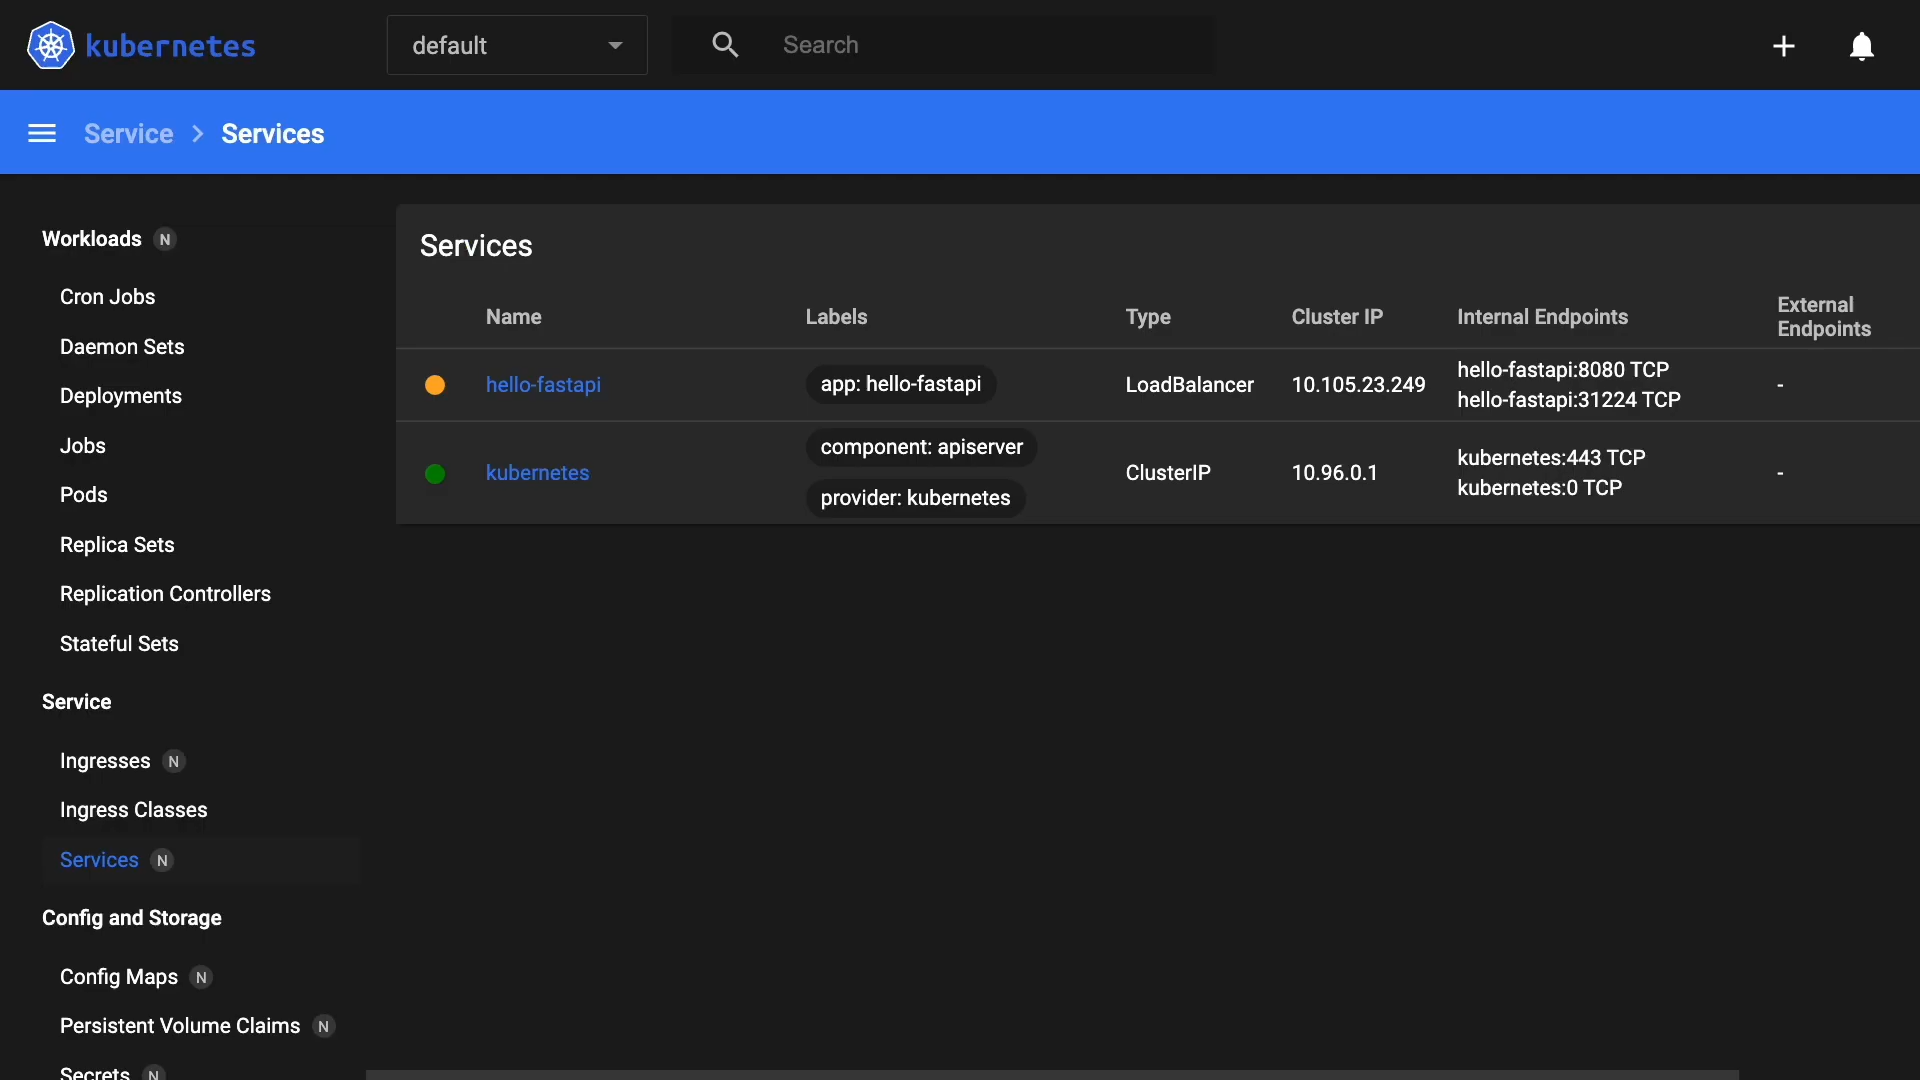 kubernetes
default
Search
Service > Services
Workloads N
Cron Jobs
Daemon Sets
Deployments
Jobs
Pods
Replica Sets
Replication Controllers
Stateful Sets
Service
Ingresses N
Ingress Classes
Services N
Config and Storage
Config Maps N
Persistent Volume Claims N
Secrets N
Services
Name Labels Type Cluster IP Internal Endpoints External Endpoints
hello-fastapi app: hello-fastapi LoadBalancer 10.105.23.249 hello-fastapi:8080 TCP -
hello-fastapi:31224 TCP
kubernetes component: apiserver ClusterIP 10.96.0.1 kubernetes:443 TCP -
provider: kubernetes kubernetes:0 TCP